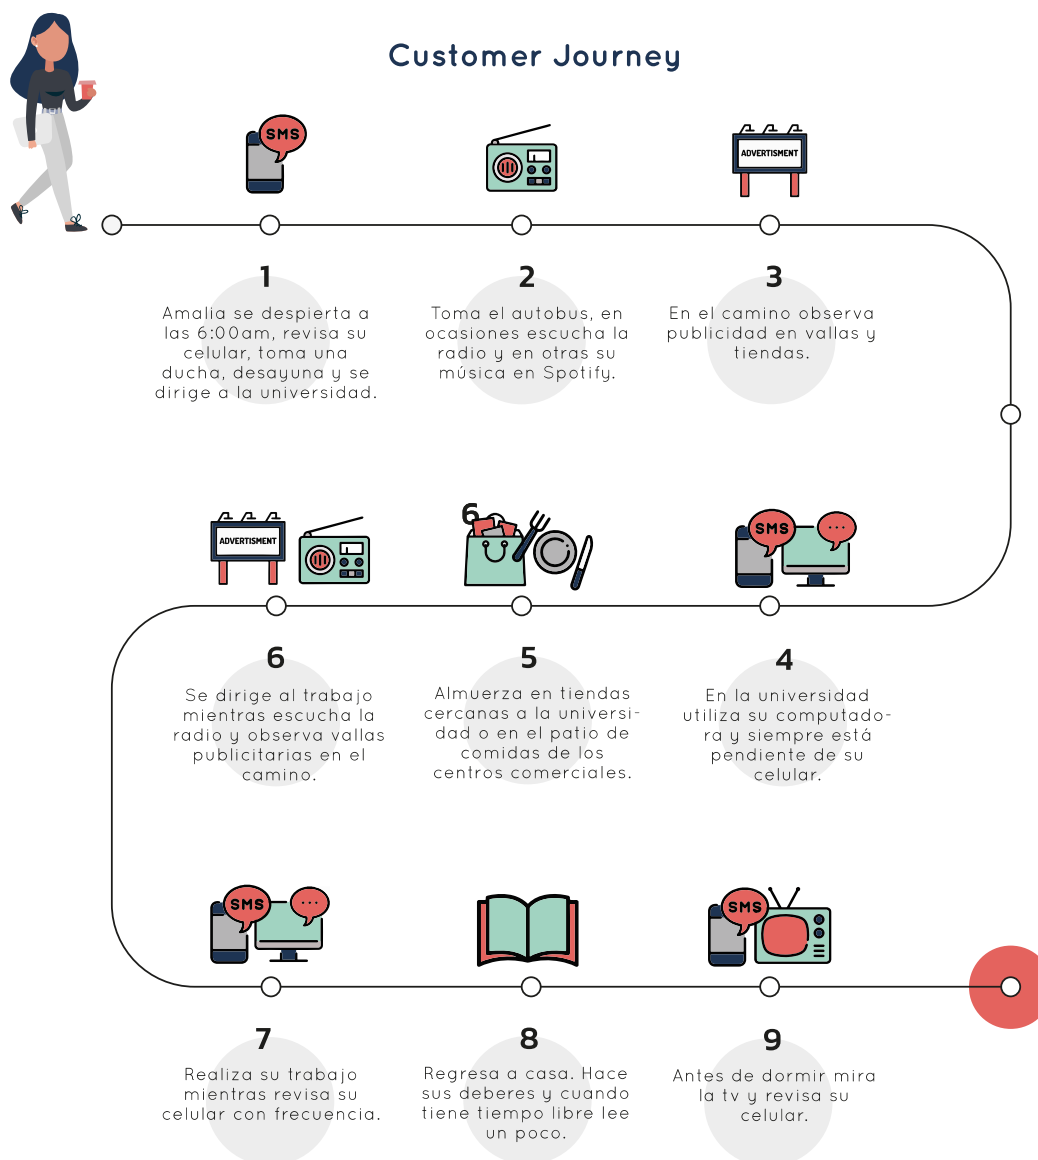 Customer Journey
SMS
ADVERTISMENT
1
Amalia se despierta a
las 6:00am, revisa su
celular, toma una
ducha, desayuna y se
dirige a la universidad.
2
Toma el autobus, en
ocasiones escucha la
radio y en otras su
música en Spotify.
3
En el camino observa
publicidad en vallas y
tiendas.
ADVERTISMENT
6
SMS
6
Se dirige al trabajo
mientras escucha la
radio y observa vallas
publicitarias en el
camino.
5
Almuerza en tiendas
cercanas a la universi-
dad o en el patio de
comidas de los
centros comerciales.
4
En la universidad
utiliza su computado-
ra y siempre está
pendiente de su
celular.
SMS
SMS
7
Realiza su trabajo
mientras revisa su
celular con frecuencia.
8
Regresa a casa. Hace
sus deberes y cuando
tiene tiempo libre lee
un poco.
9
Antes de dormir mira
la tv y revisa su
celular.